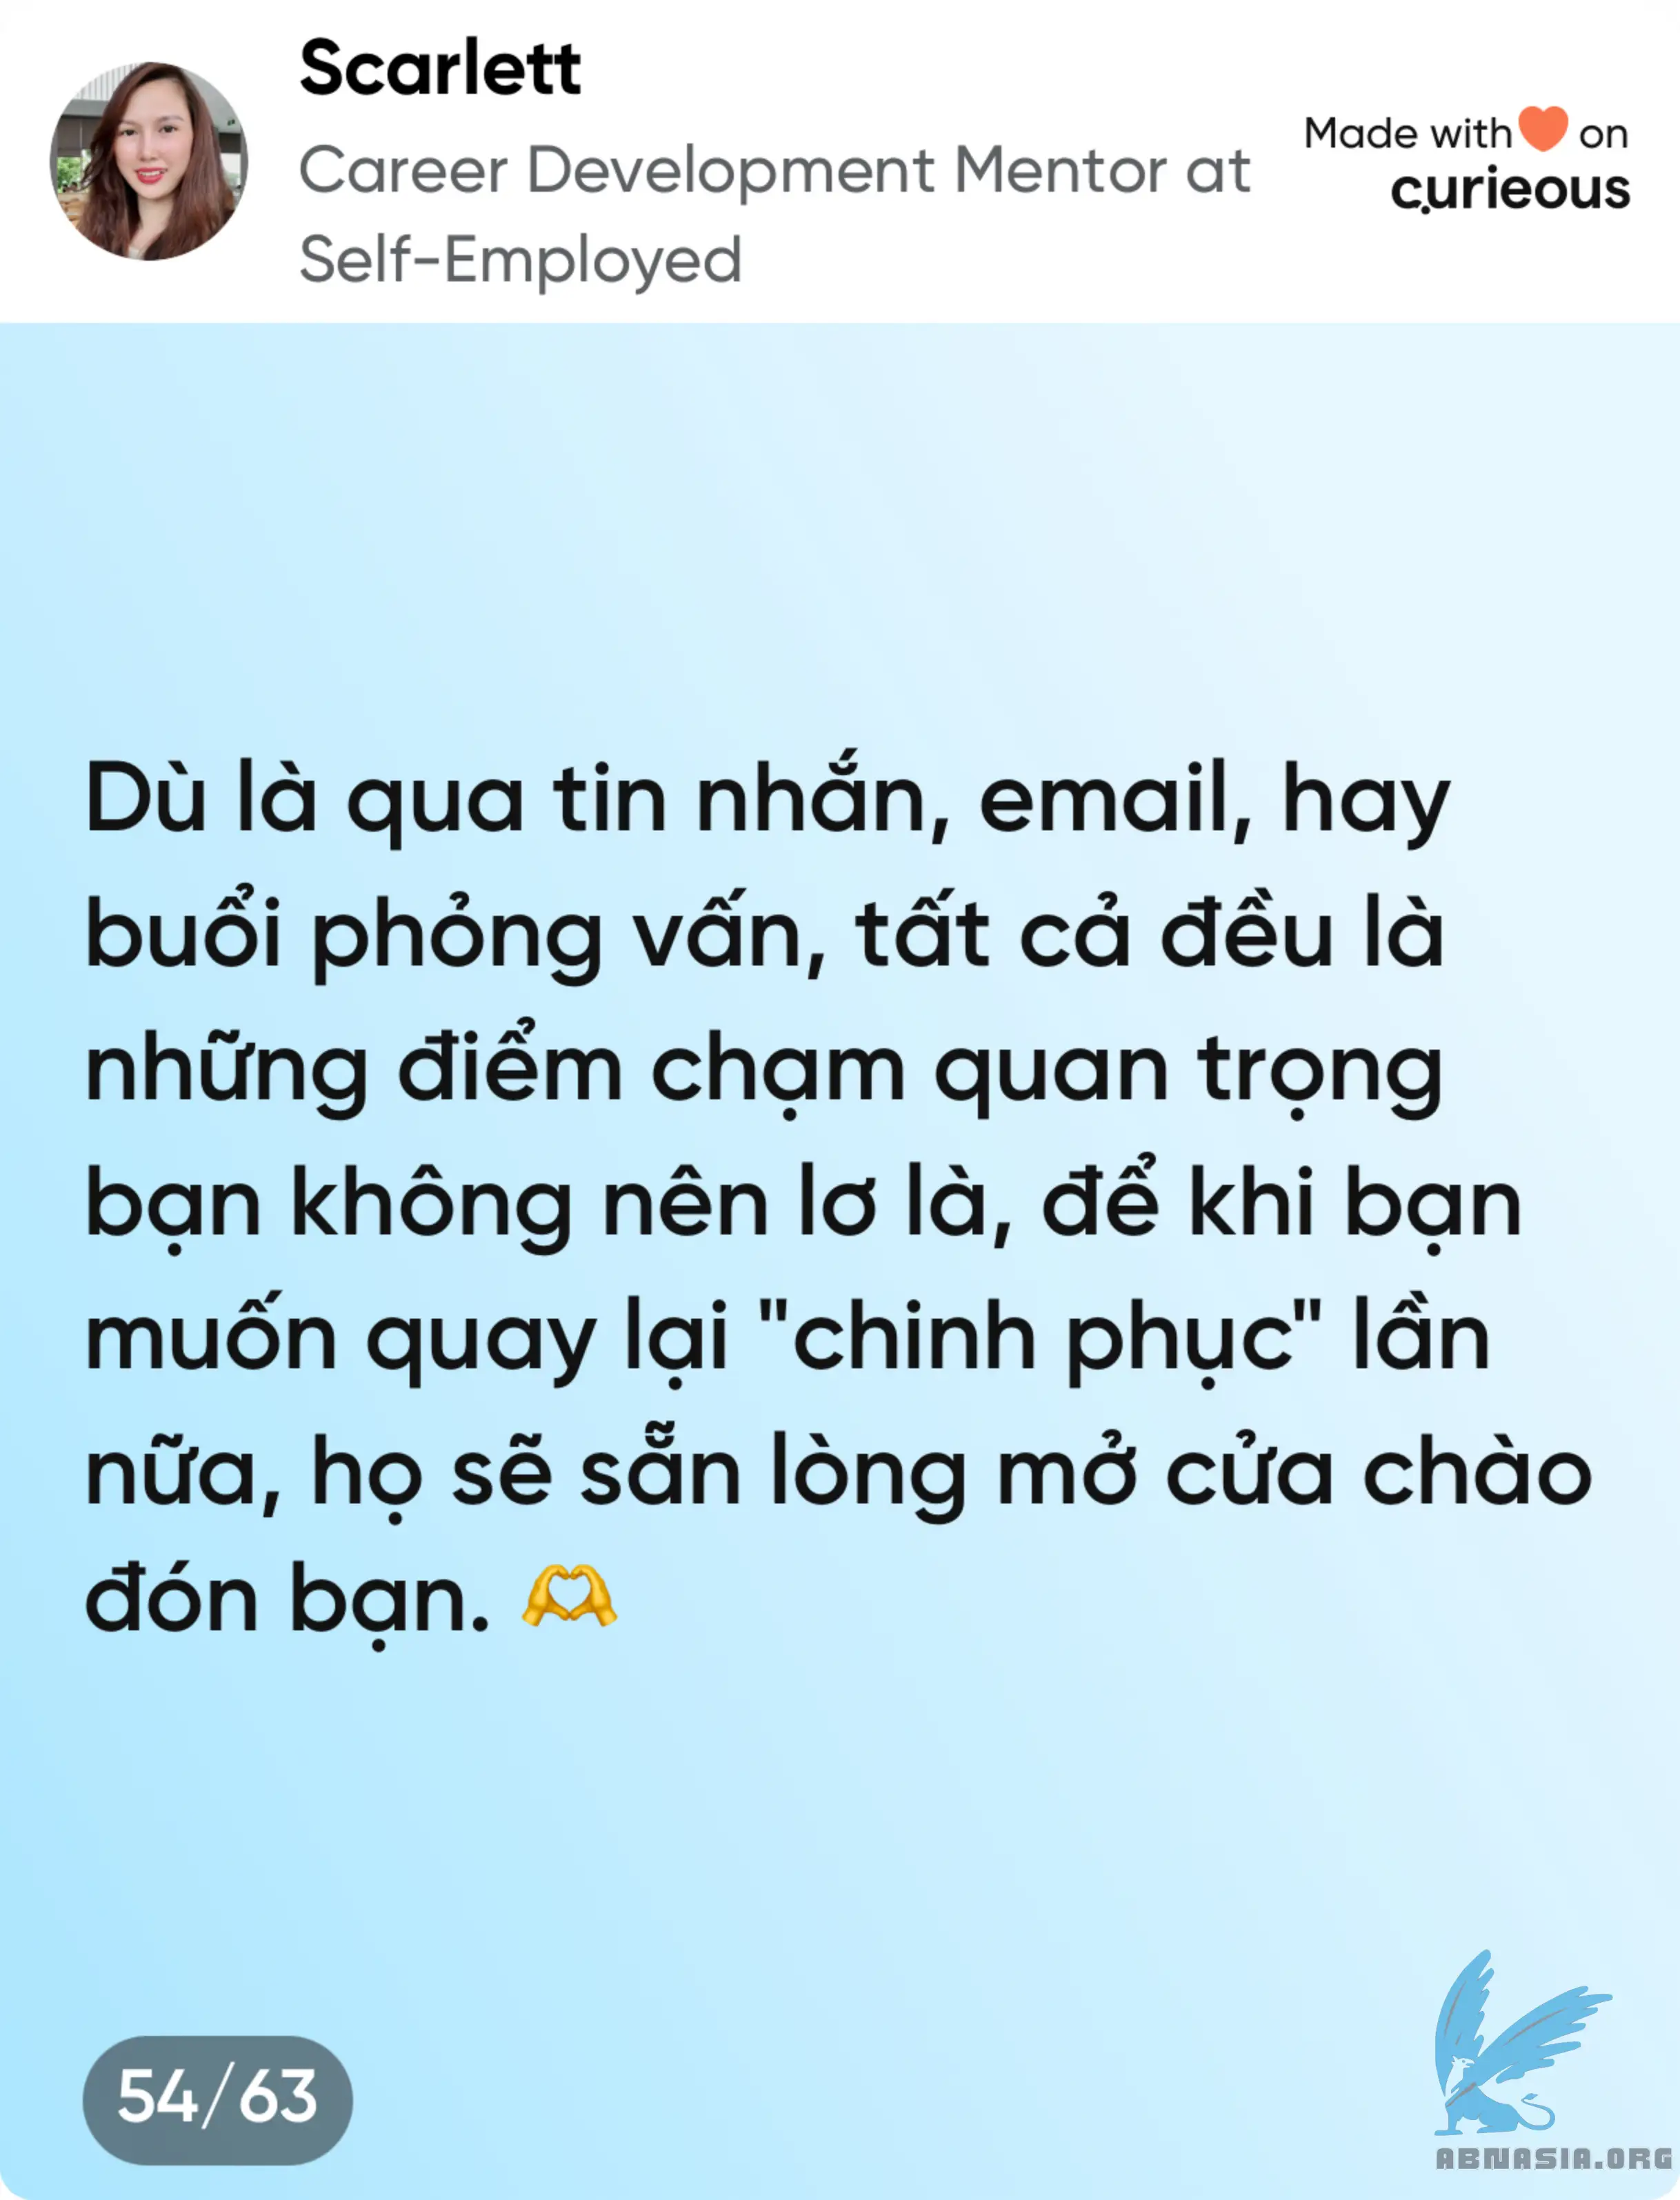 Scarlett
Career Development Mentor at
Self-Employed
Made with🧡on
curieous
Dù là qua tin nhắn, email, hay
buổi phỏng vấn, tất cả đều là
những điểm chạm quan trọng
bạn không nên lơ là, để khi bạn
muốn quay lại "chinh phục" lần
nữa, họ sẽ sẵn lòng mở cửa chào
đón bạn. 🫶
54/63
ABNASIA.ORG